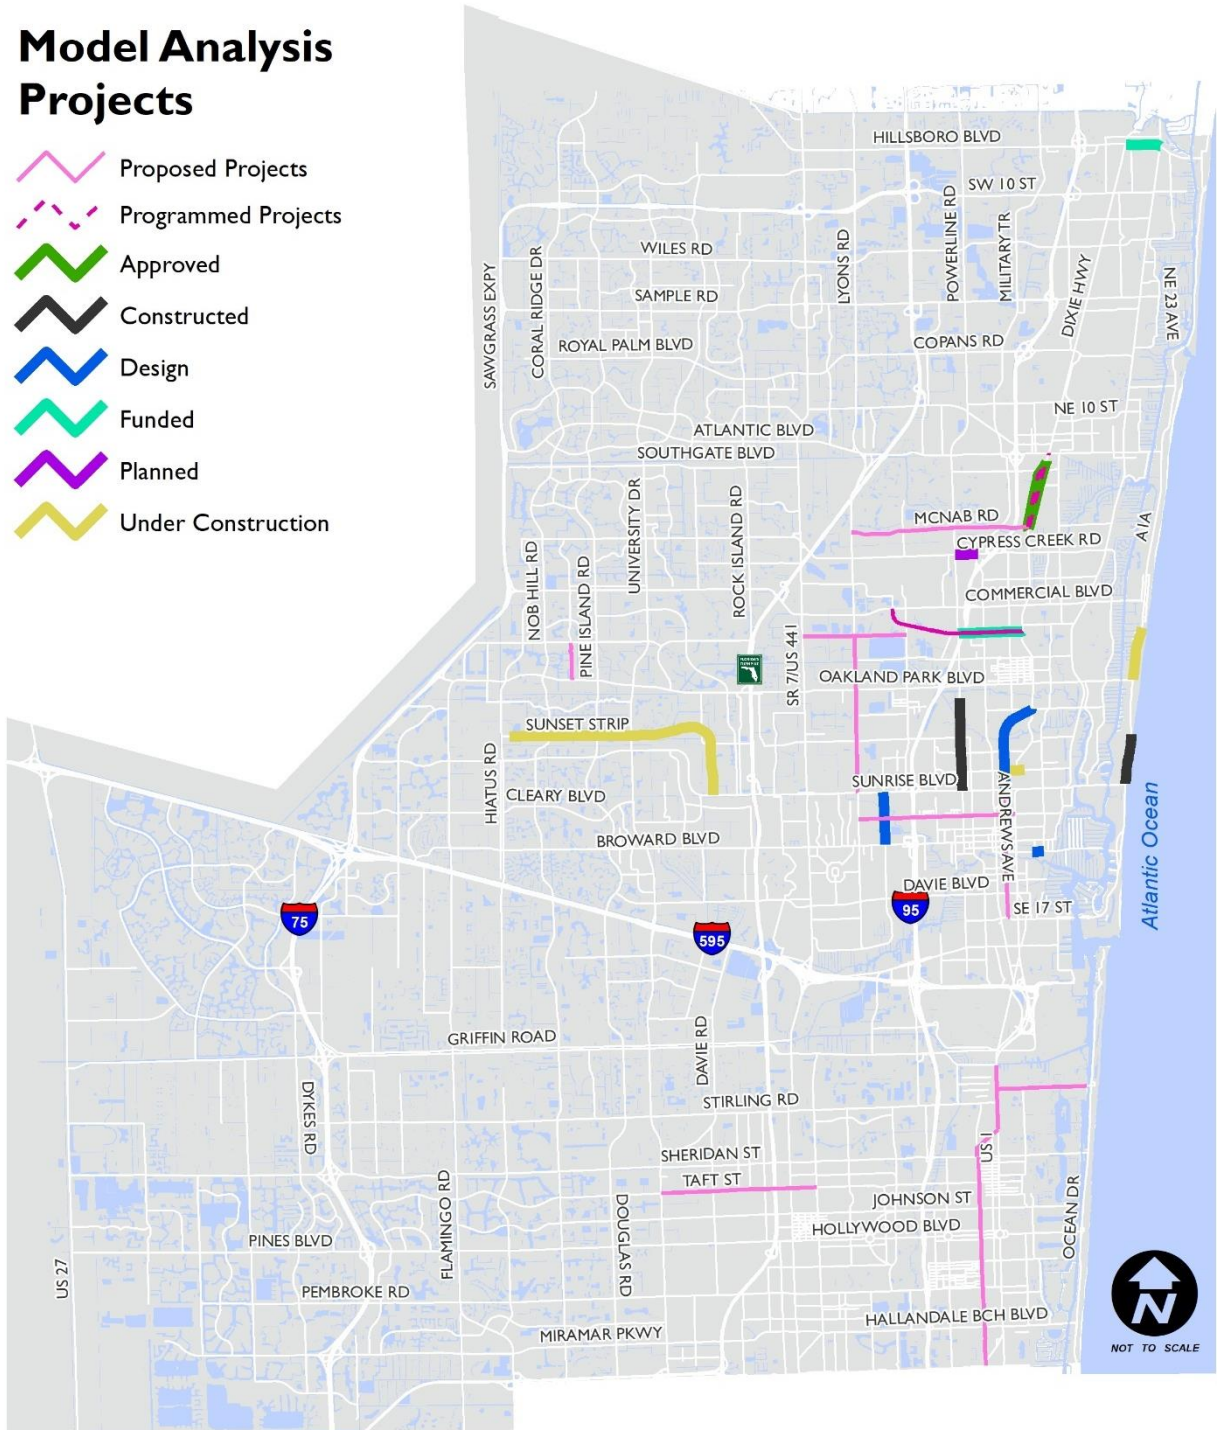 Model Analysis
Projects
Proposed Projects
Programmed Projects
Approved
Constructed
Design
Funded
Planned
Under Construction
HILLSBORO BLVD
SW 10 ST
POWERLINE RD
MILITARY TR
LYONS RD
WILES RD
SAWGRASS EXPY
CORAL RIDGE DR
SAMPLE RD
DIXIE HWY
NE 23 AVE
ROYAL PALM BLVD
COPANS RD
NE 10 ST
ATLANTIC BLVD
SOUTHGATE BLVD
UNIVERSITY DR
ROCK ISLAND RD
MCNAB RD
A1A
CYPRESS CREEK RD
NOB HILL RD
PINE ISLAND RD
COMMERCIAL BLVD
SR 7/US 441
OAKLAND PARK BLVD
SUNSET STRIP
HIATUS RD
SUNRISE BLVD
ANDREWS AVE
CLEARY BLVD
BROWARD BLVD
Atlantic Ocean
DAVIE BLVD
95
SE 17 ST
75
595
GRIFFIN ROAD
DAVIE RD
DYKES RD
STIRLING RD
US 1
SHERIDAN ST
TAFT ST
FLAMINGO RD
DOUGLAS RD
JOHNSON ST
OCEAN DR
HOLLYWOOD BLVD
PINES BLVD
US 27
PEMBROKE RD
HALLANDALE BCH BLVD
MIRAMAR PKWY
N
NOT TO SCALE